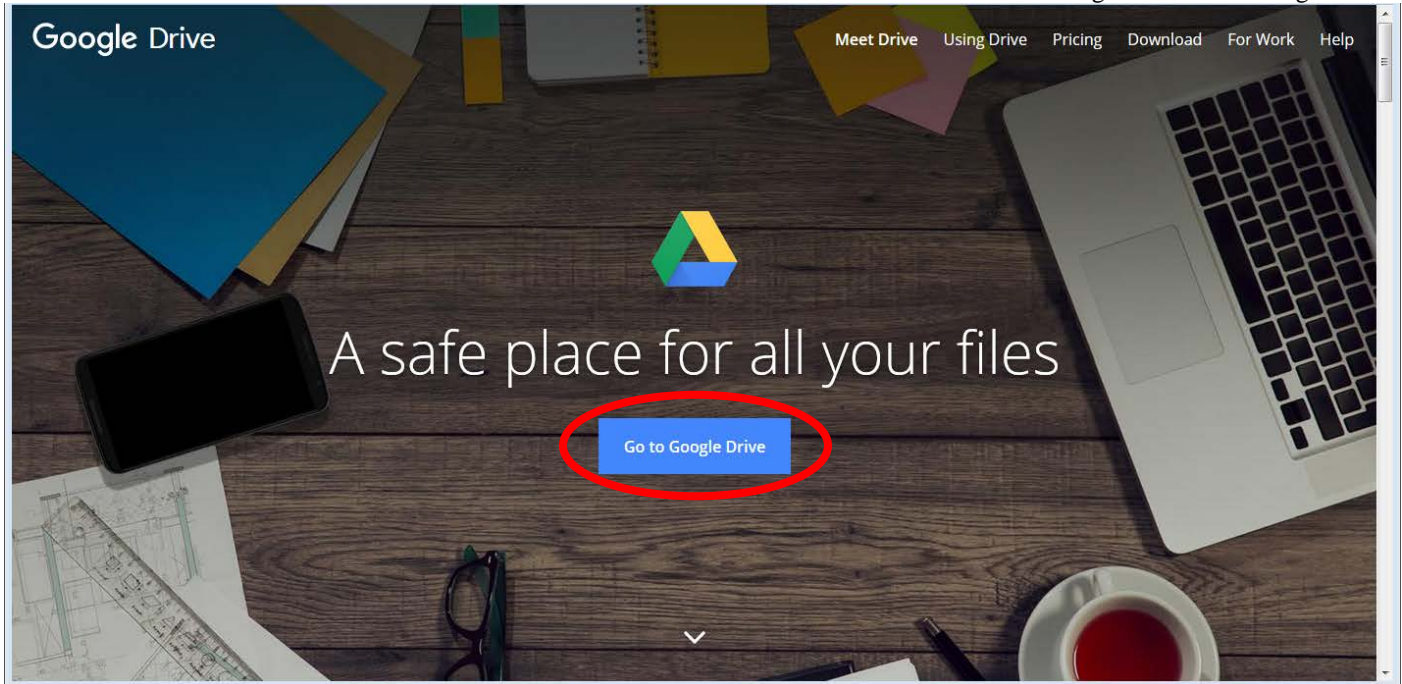 Google Drive
Meet Drive Using Drive Pricing Download For Work Help
A safe place for all your files
Go to Google Drive